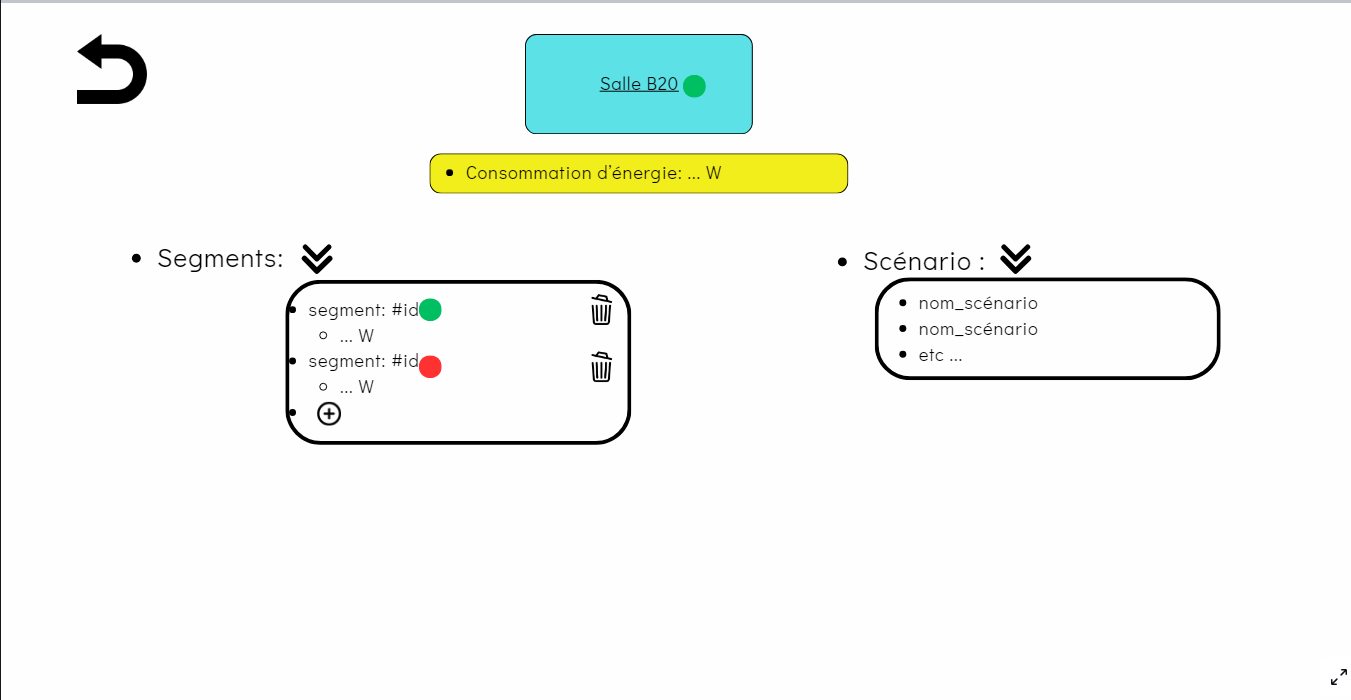 Salle B20
Consommation d'énergie: ... W
Segments:
segment: #id
... W
segment: #id
... W
Scénario :
nom_scénario
nom_scénario
etc ...